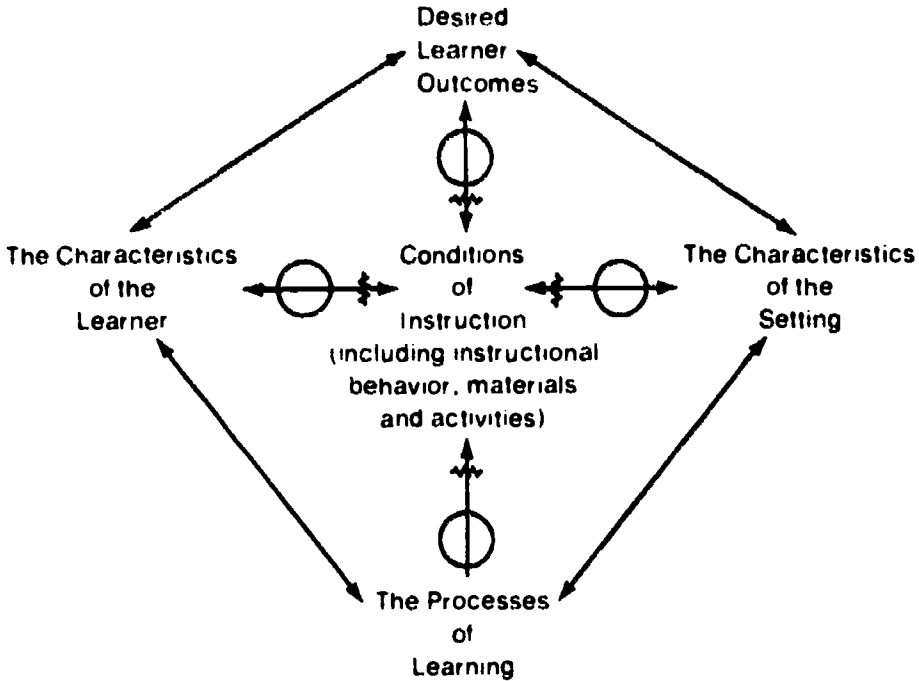 Desired
Learner
Outcomes
The Characteristics
of the
Learner
Conditions
of
Instruction
(including instructional
behavior, materials
and activities)
The Characteristics
of the
Setting
The Processes
of
Learning